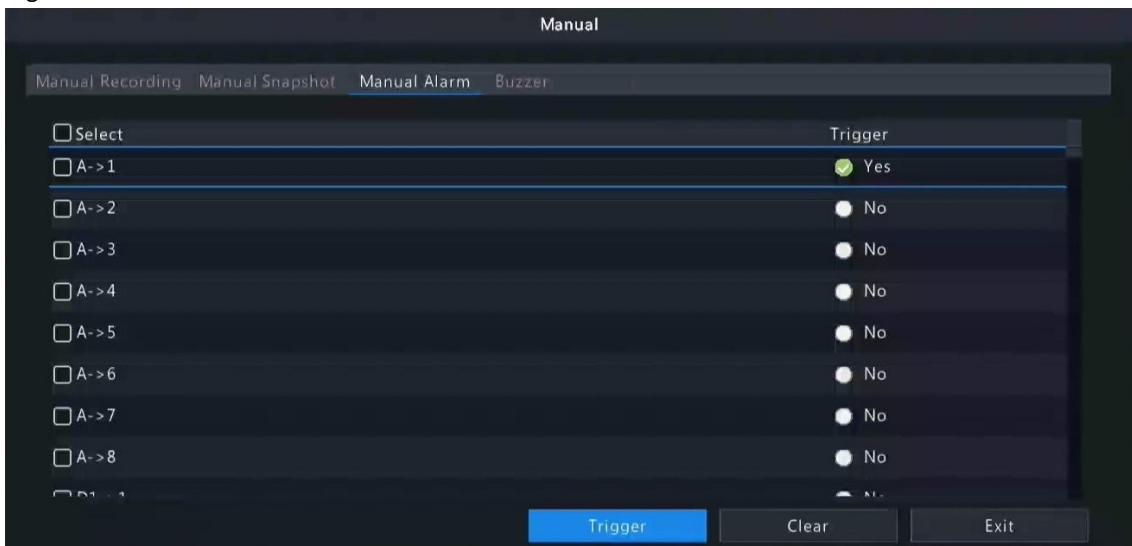 Manual
Manual Recording Manual Snapshot Manual Alarm Buzzer
Select Trigger
A->1 Yes
A->2 No
A->3 No
A->4 No
A->5 No
A->6 No
A->7 No
A->8 No
Trigger Clear Exit